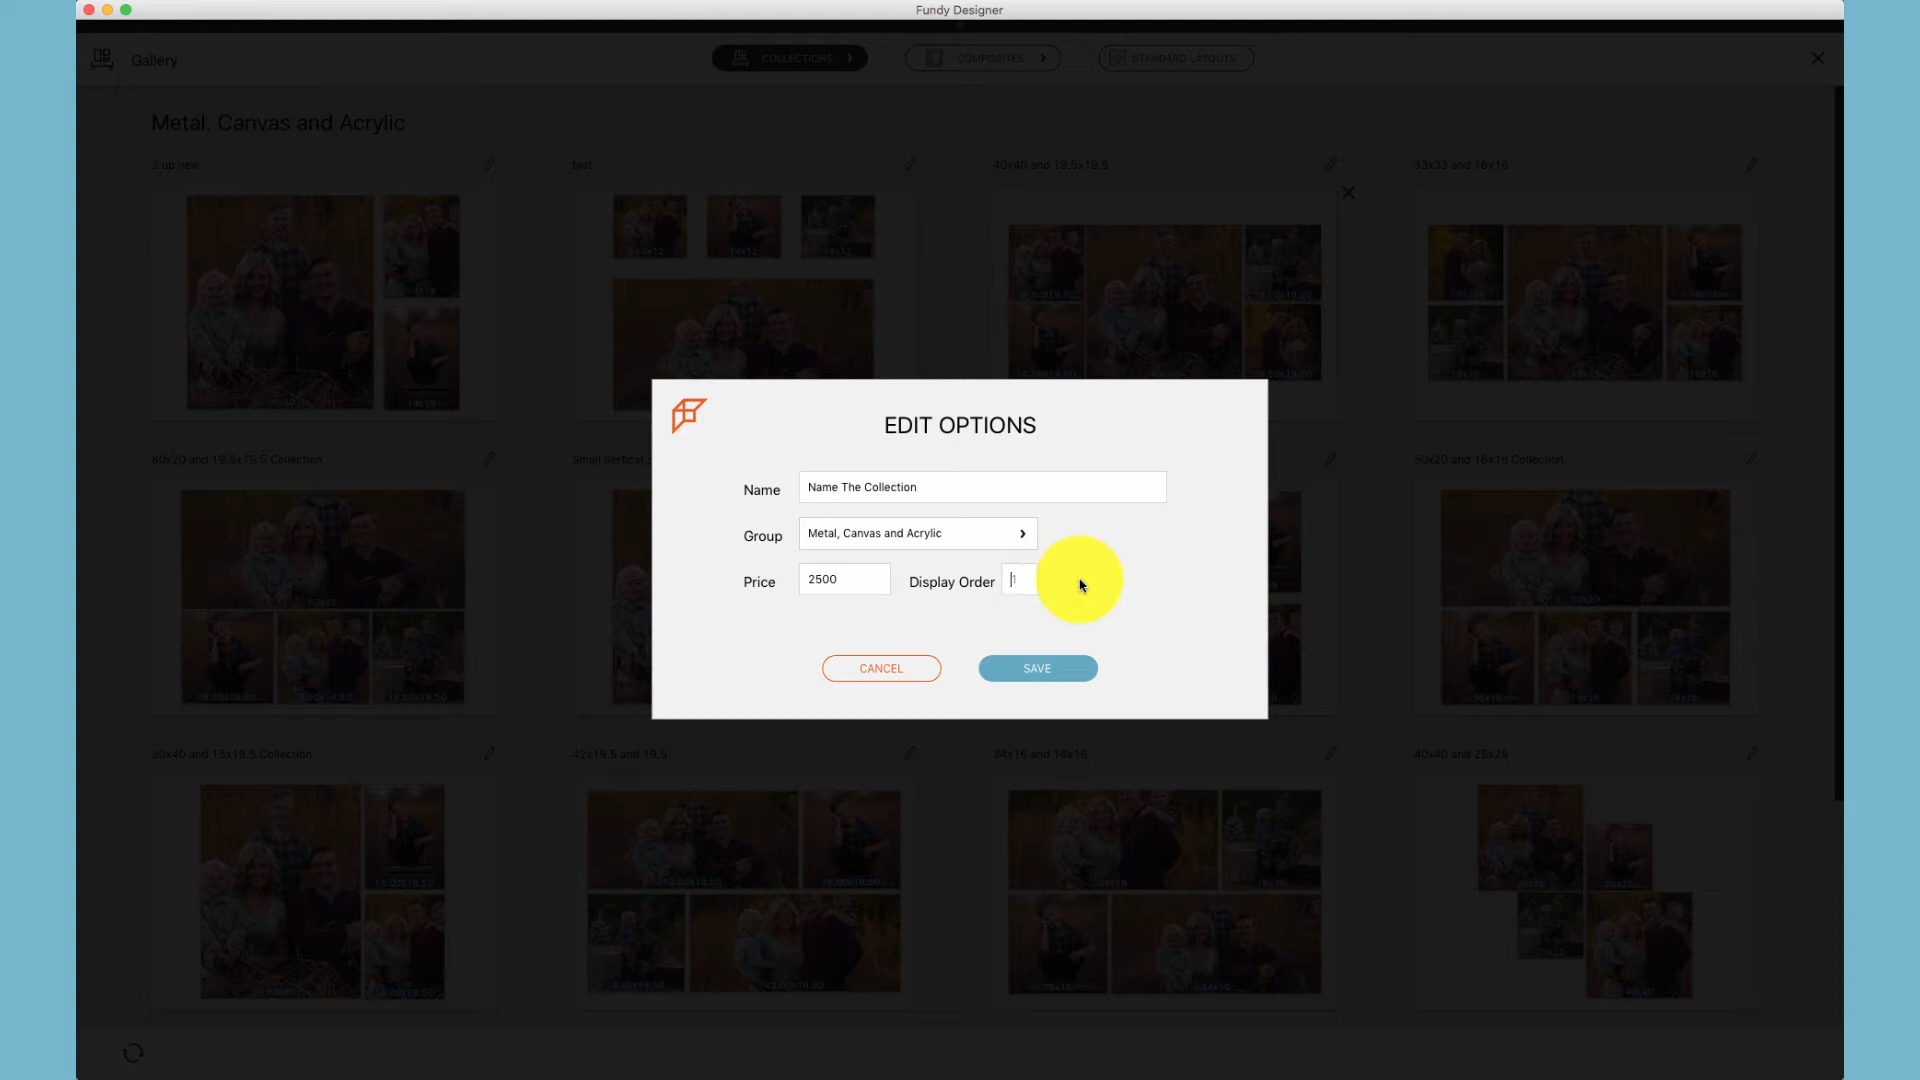 Fundy Designer
Gallery
COLLECTIONS
COMPOSITES
STANDARD LAYOUTS
Metal, Canvas and Acrylic
3 up new
test
40x40 and 19.5x19.5
33x33 and 16x16
EDIT OPTIONS
Name
Name The Collection
Group
Metal, Canvas and Acrylic
Price
2500
Display Order
1
CANCEL
SAVE
60x20 and 19.5x19.5 Collection
Small Vertical
50x20 and 16x16 Collection
30x40 and 15x19.5 Collection
42x19.5 and 19.5
34x16 and 16x16
40x40 and 25x25